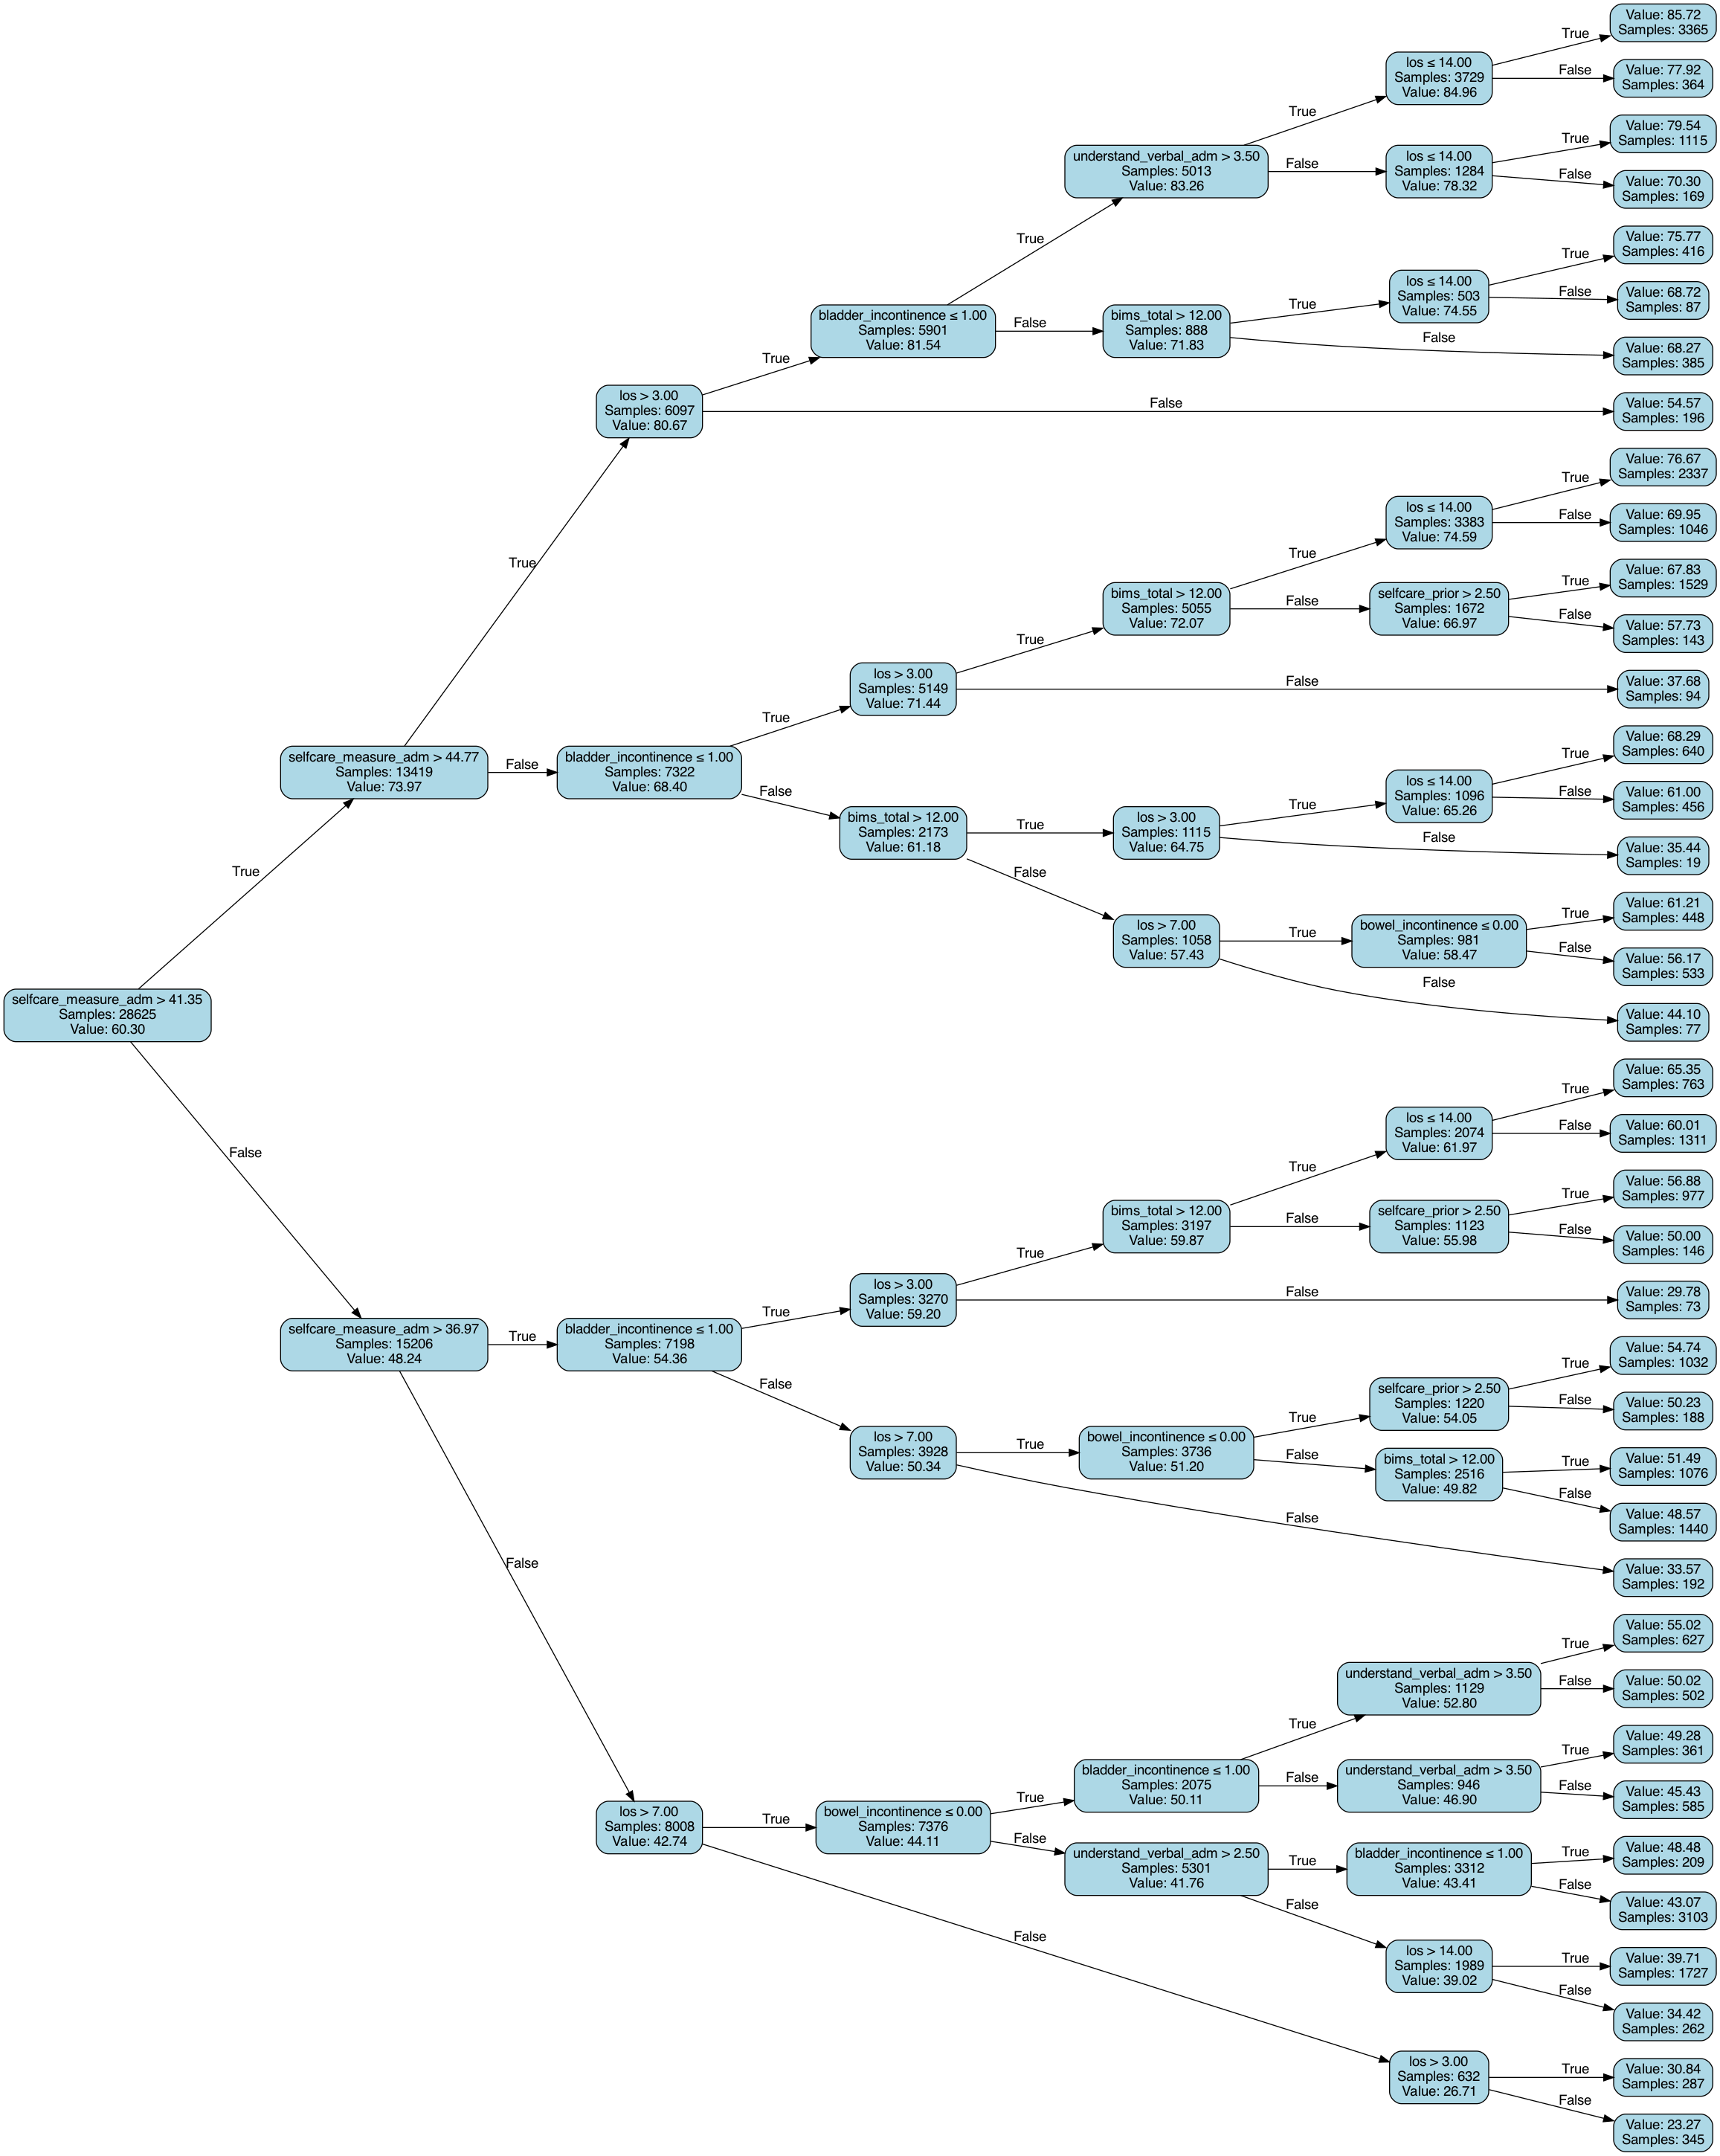 Value: 85.72
Samples: 3365
True
los ≤ 14.00
Samples: 3729
Value: 84.96
False
Value: 77.92
Samples: 364
True
Value: 79.54
Samples: 1115
True
understand_verbal_adm > 3.50
Samples: 5013
Value: 83.26
False
los ≤ 14.00
Samples: 1284
Value: 78.32
False
Value: 70.30
Samples: 169
True
Value: 75.77
Samples: 416
True
los ≤ 14.00
Samples: 503
Value: 74.55
False
Value: 68.72
Samples: 87
True
bladder_incontinence ≤ 1.00
Samples: 5901
Value: 81.54
False
bims_total > 12.00
Samples: 888
Value: 71.83
False
Value: 68.27
Samples: 385
True
los > 3.00
Samples: 6097
Value: 80.67
False
Value: 54.57
Samples: 196
True
Value: 76.67
Samples: 2337
True
los ≤ 14.00
Samples: 3383
Value: 74.59
False
Value: 69.95
Samples: 1046
True
bims_total > 12.00
Samples: 5055
Value: 72.07
False
selfcare_prior > 2.50
Samples: 1672
Value: 66.97
True
Value: 67.83
Samples: 1529
False
Value: 57.73
Samples: 143
True
los > 3.00
Samples: 5149
Value: 71.44
False
Value: 37.68
Samples: 94
True
selfcare_measure_adm > 44.77
Samples: 13419
Value: 73.97
False
bladder_incontinence ≤ 1.00
Samples: 7322
Value: 68.40
True
Value: 68.29
Samples: 640
True
los ≤ 14.00
Samples: 1096
Value: 65.26
False
Value: 61.00
Samples: 456
False
bims_total > 12.00
Samples: 2173
Value: 61.18
True
los > 3.00
Samples: 1115
Value: 64.75
False
Value: 35.44
Samples: 19
True
False
los > 7.00
Samples: 1058
Value: 57.43
True
bowel_incontinence ≤ 0.00
Samples: 981
Value: 58.47
True
Value: 61.21
Samples: 448
False
Value: 56.17
Samples: 533
False
Value: 44.10
Samples: 77
selfcare_measure_adm > 41.35
Samples: 28625
Value: 60.30
True
Value: 65.35
Samples: 763
True
los ≤ 14.00
Samples: 2074
Value: 61.97
False
Value: 60.01
Samples: 1311
False
True
bims_total > 12.00
Samples: 3197
Value: 59.87
False
selfcare_prior > 2.50
Samples: 1123
Value: 55.98
True
Value: 56.88
Samples: 977
False
Value: 50.00
Samples: 146
True
los > 3.00
Samples: 3270
Value: 59.20
False
Value: 29.78
Samples: 73
selfcare_measure_adm > 36.97
Samples: 15206
Value: 48.24
True
bladder_incontinence ≤ 1.00
Samples: 7198
Value: 54.36
True
Value: 54.74
Samples: 1032
True
selfcare_prior > 2.50
Samples: 1220
Value: 54.05
False
Value: 50.23
Samples: 188
False
los > 7.00
Samples: 3928
Value: 50.34
True
bowel_incontinence ≤ 0.00
Samples: 3736
Value: 51.20
False
bims_total > 12.00
Samples: 2516
Value: 49.82
True
Value: 51.49
Samples: 1076
False
Value: 48.57
Samples: 1440
False
Value: 33.57
Samples: 192
False
True
Value: 55.02
Samples: 627
True
understand_verbal_adm > 3.50
Samples: 1129
Value: 52.80
False
Value: 50.02
Samples: 502
True
bladder_incontinence ≤ 1.00
Samples: 2075
Value: 50.11
False
understand_verbal_adm > 3.50
Samples: 946
Value: 46.90
True
Value: 49.28
Samples: 361
False
Value: 45.43
Samples: 585
los > 7.00
Samples: 8008
Value: 42.74
True
bowel_incontinence ≤ 0.00
Samples: 7376
Value: 44.11
False
understand_verbal_adm > 2.50
Samples: 5301
Value: 41.76
True
bladder_incontinence ≤ 1.00
Samples: 3312
Value: 43.41
True
Value: 48.48
Samples: 209
False
Value: 43.07
Samples: 3103
False
los > 14.00
Samples: 1989
Value: 39.02
True
Value: 39.71
Samples: 1727
False
Value: 34.42
Samples: 262
False
los > 3.00
Samples: 632
Value: 26.71
True
Value: 30.84
Samples: 287
False
Value: 23.27
Samples: 345